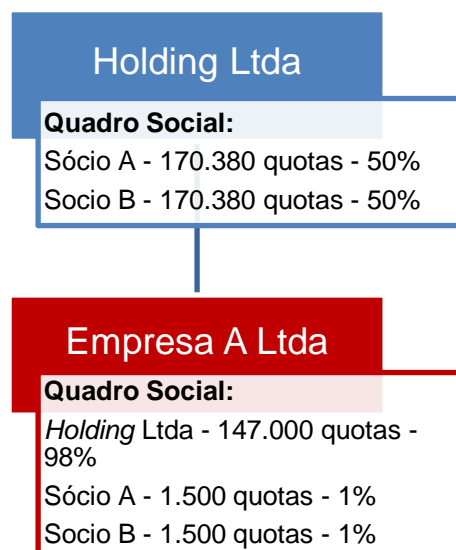 Holding Ltda
Quadro Social:
Sócio A - 170.380 quotas - 50%
Socio B - 170.380 quotas - 50%
Empresa A Ltda
Quadro Social:
Holding Ltda - 147.000 quotas -
98%
Sócio A - 1.500 quotas - 1%
Socio B - 1.500 quotas - 1%